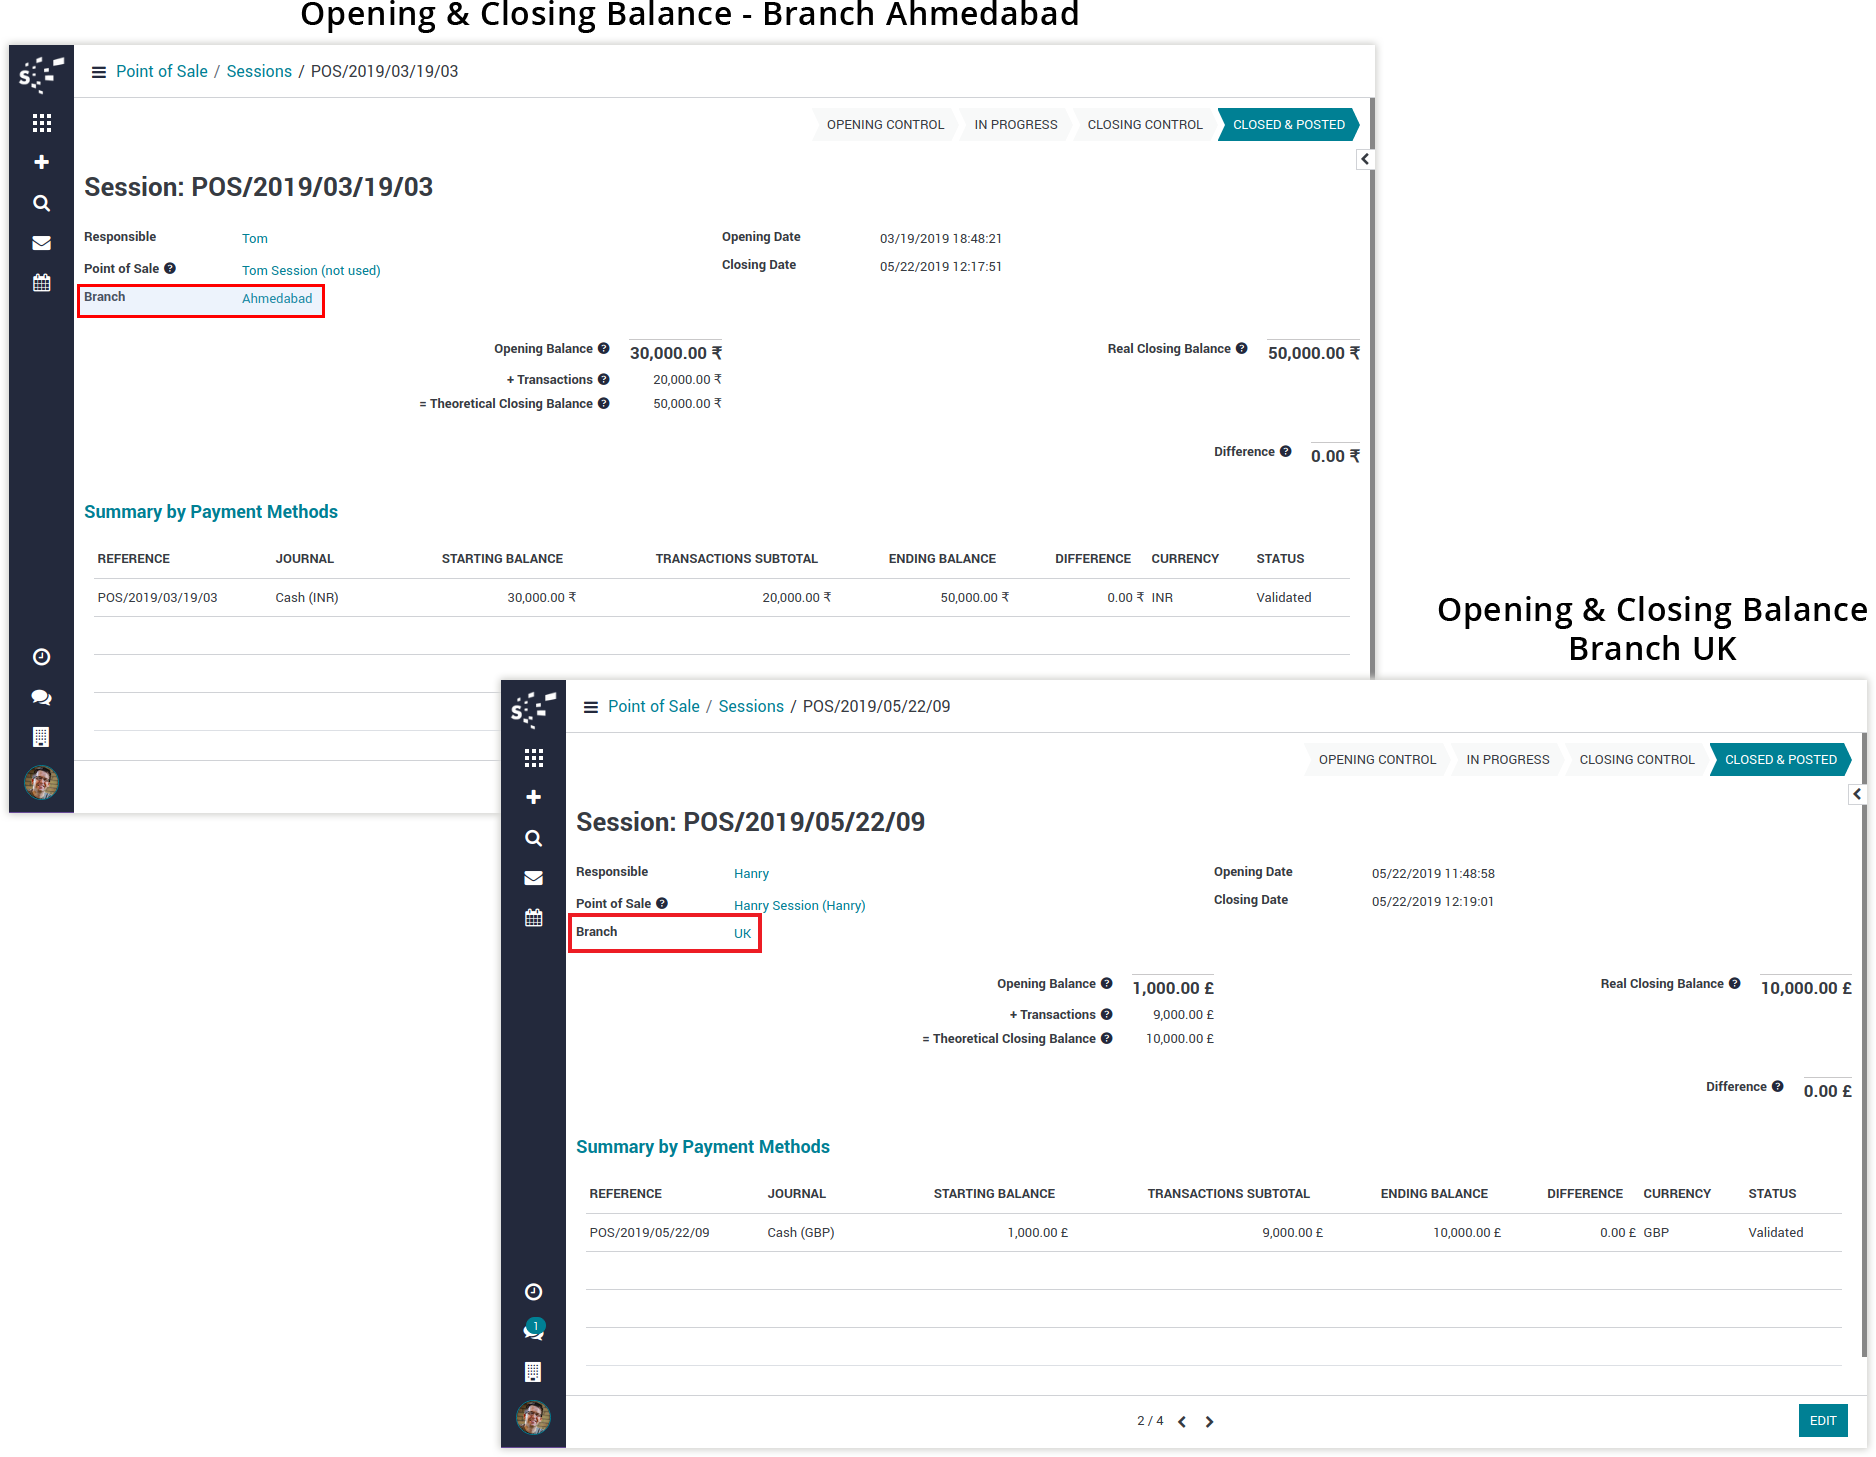 Opening & Closing Balance - Branch Ahmedabad
s
Point of Sale / Sessions / POS/2019/03/19/03
OPENING CONTROL IN PROGRESS CLOSING CONTROL CLOSED & POSTED
Session: POS/2019/03/19/03
Responsible Tom Opening Date 03/19/2019 18:48:21
Point of Sale ? Tom Session (not used) Closing Date 05/22/2019 12:17:51
Branch Ahmedabad
Opening Balance ? 30,000.00 ₹ Real Closing Balance ? 50,000.00 ₹
+ Transactions ? 20,000.00 ₹
= Theoretical Closing Balance ? 50,000.00 ₹
Difference ? 0.00 ₹
Summary by Payment Methods
REFERENCE JOURNAL STARTING BALANCE TRANSACTIONS SUBTOTAL ENDING BALANCE DIFFERENCE CURRENCY STATUS
POS/2019/03/19/03 Cash (INR) 30,000.00 ₹ 20,000.00 ₹ 50,000.00 ₹ 0.00 ₹ INR Validated
Opening & Closing Balance
Branch UK
s
Point of Sale / Sessions / POS/2019/05/22/09
OPENING CONTROL IN PROGRESS CLOSING CONTROL CLOSED & POSTED
Session: POS/2019/05/22/09
Responsible Hanry Opening Date 05/22/2019 11:48:58
Point of Sale ? Hanry Session (Hanry) Closing Date 05/22/2019 12:19:01
Branch UK
Opening Balance ? 1,000.00 £ Real Closing Balance ? 10,000.00 £
+ Transactions ? 9,000.00 £
= Theoretical Closing Balance ? 10,000.00 £
Difference ? 0.00 £
Summary by Payment Methods
REFERENCE JOURNAL STARTING BALANCE TRANSACTIONS SUBTOTAL ENDING BALANCE DIFFERENCE CURRENCY STATUS
POS/2019/05/22/09 Cash (GBP) 1,000.00 £ 9,000.00 £ 10,000.00 £ 0.00 £ GBP Validated
1
2 / 4 EDIT